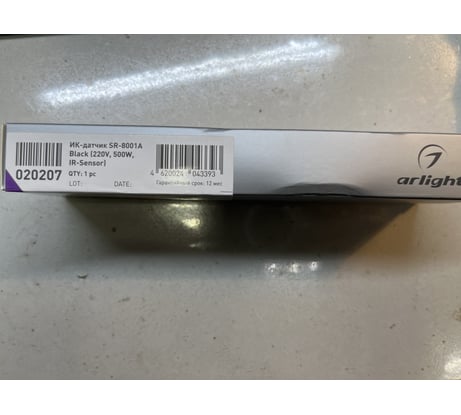 ИК-датчик SR-8001A
Black (220V, 500W,
IR-Sensor)
020207
QTY: 1 pc
LOT: DATE:
4 620024 043393
Гарантийный срок: 12 мес
arlight